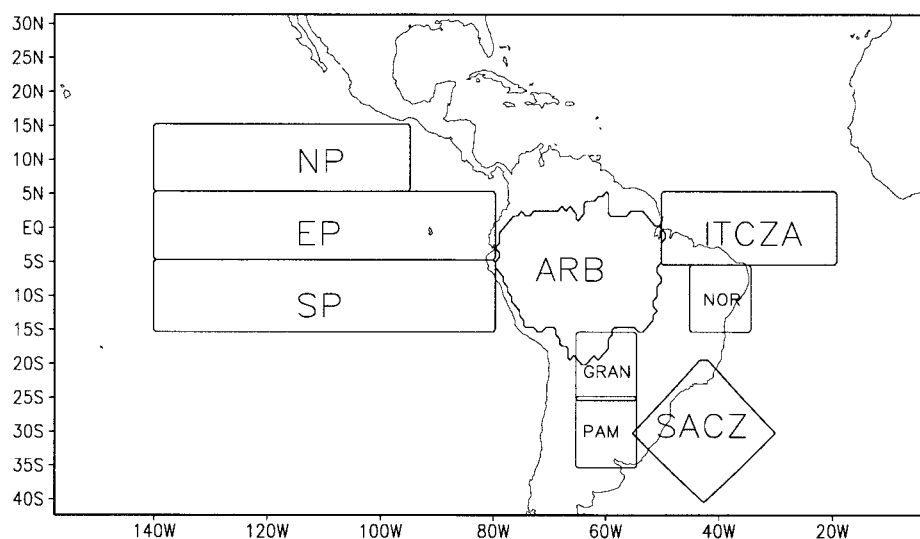 30N
25N
20N
15N
10N
5N
EQ
5S
10S
15S
20S
25S
30S
35S
40S
NP
EP
SP
ARB
ITCZA
NOR
GRAN
PAM
SACZ
140W 120W 100W 80W 60W 40W 20W